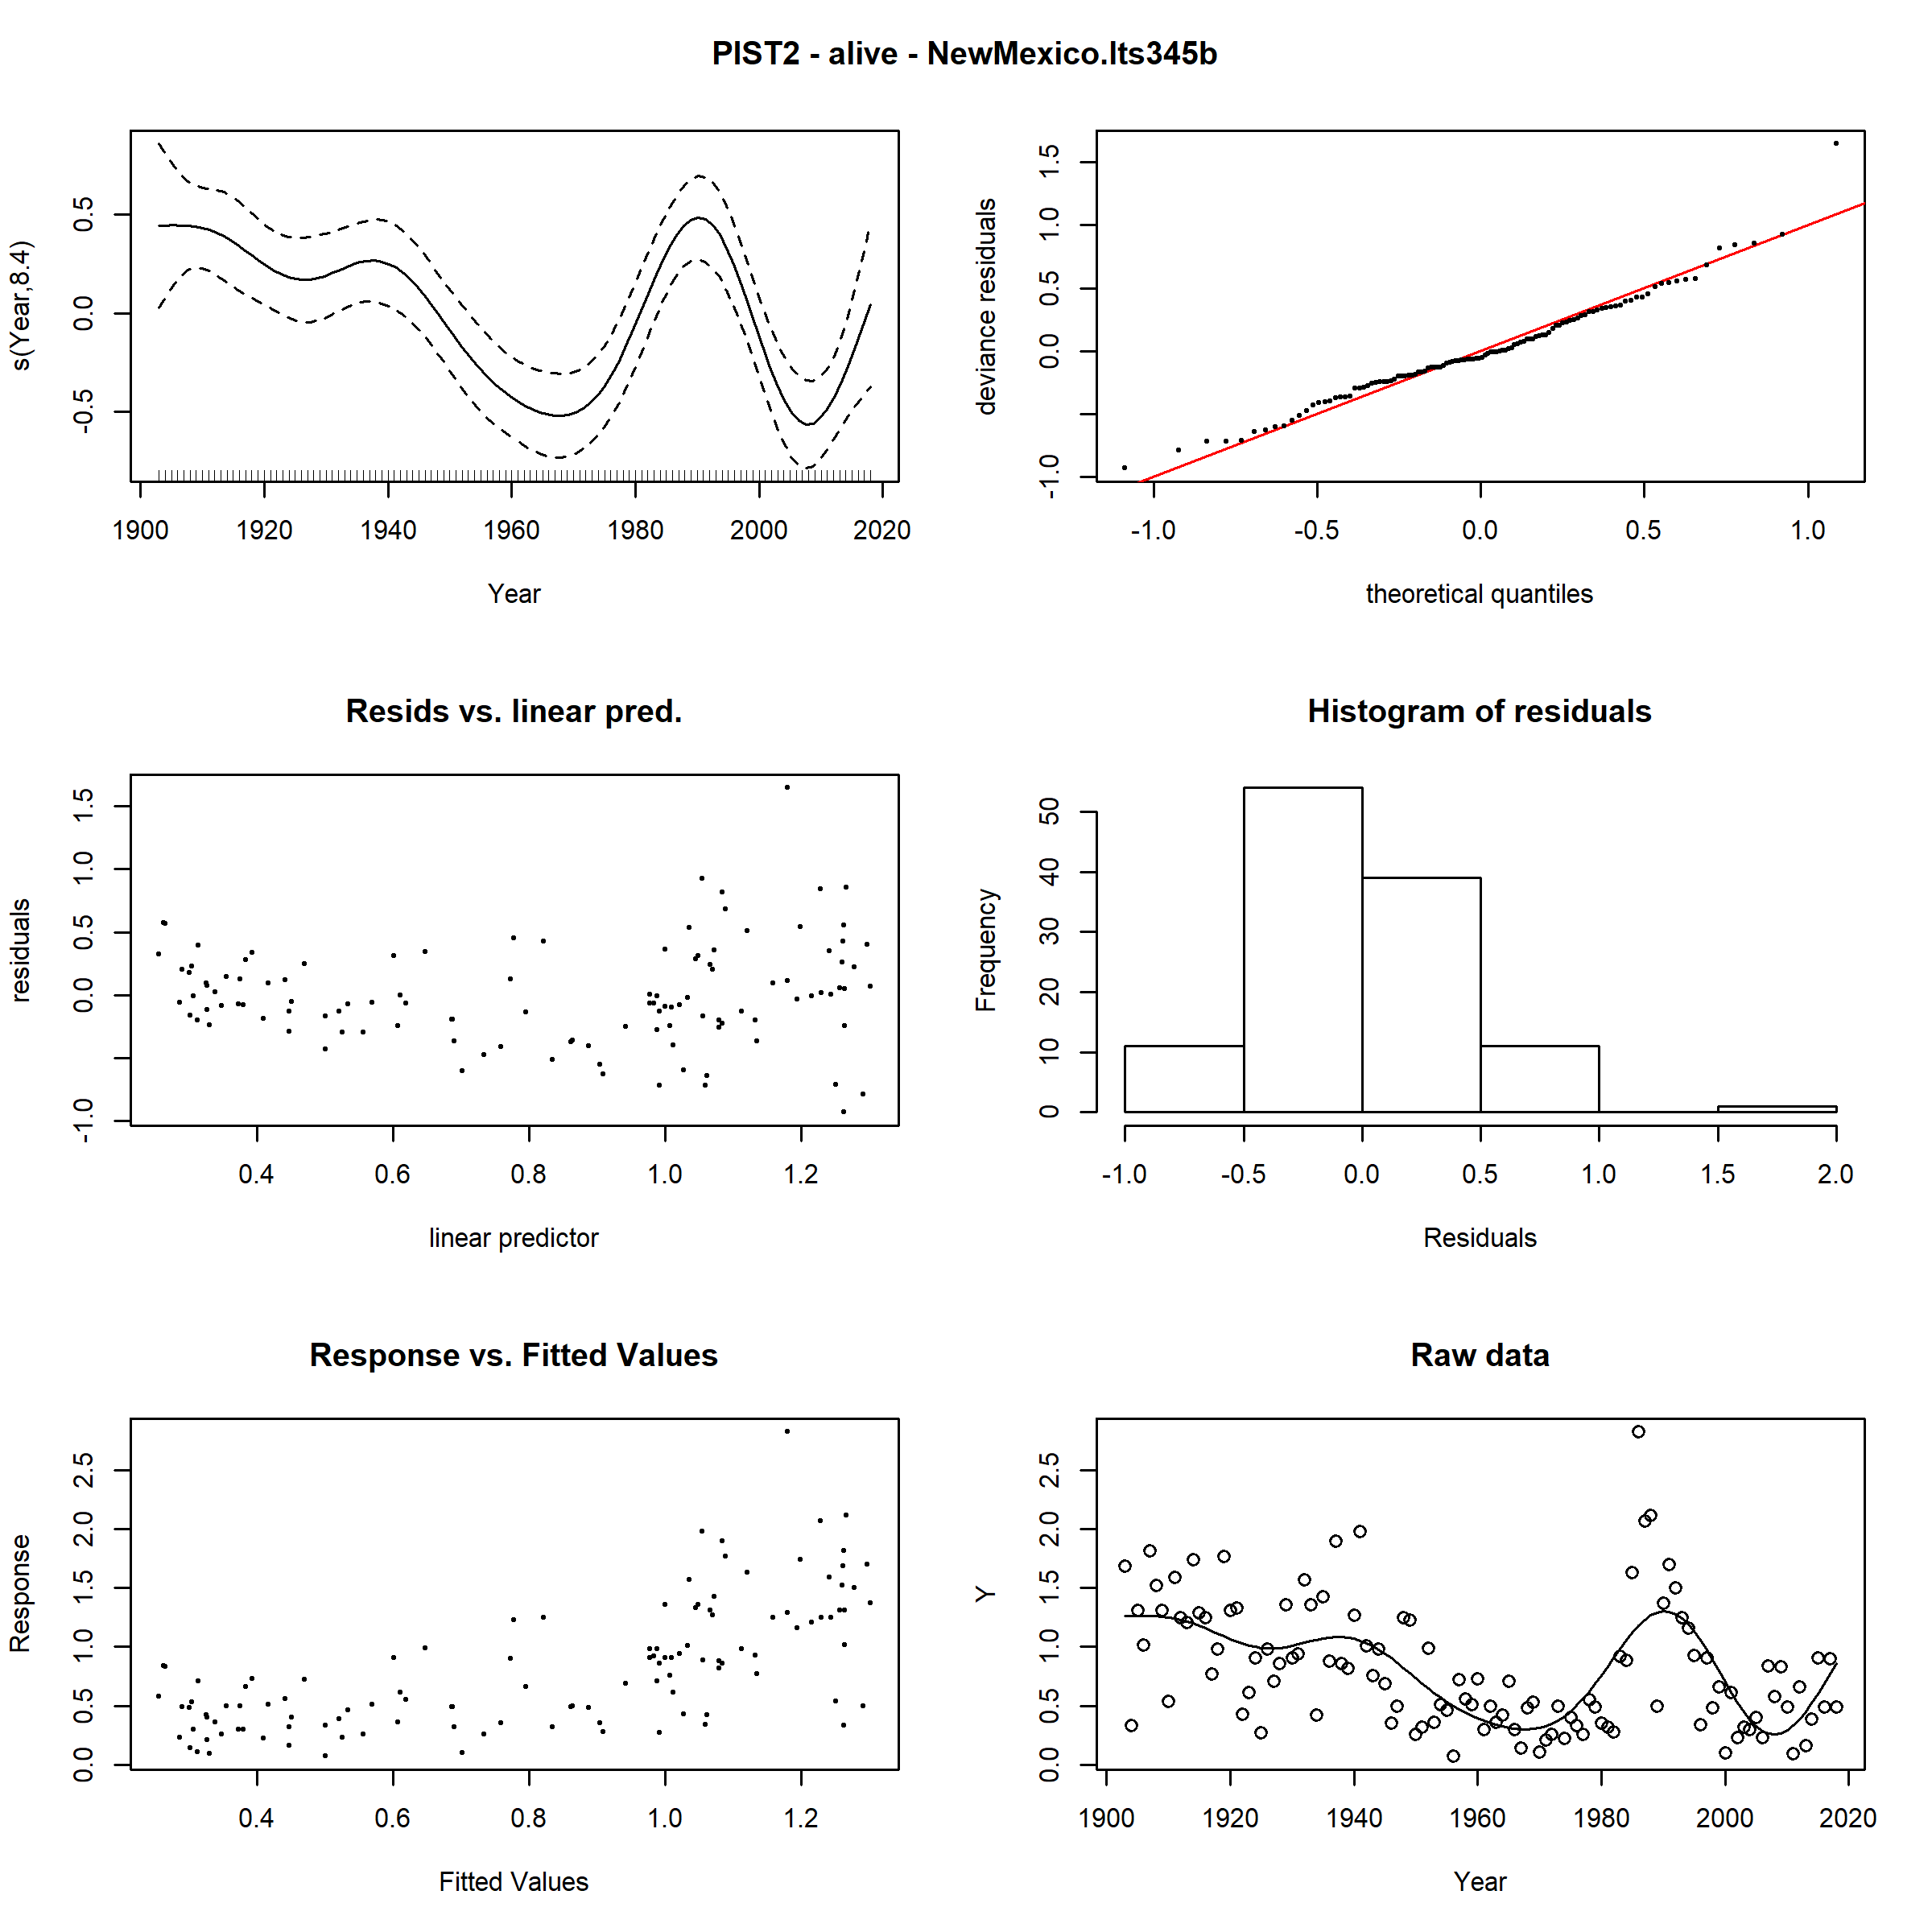 PIST2 - alive - NewMexico.lts345b
s(Year,8.4)
-0.5 0.0 0.5
1900 1920 1940 1960 1980 2000 2020
Year
deviance residuals
-1.0 0.0 0.5 1.0 1.5
-1.0 -0.5 0.0 0.5 1.0
theoretical quantiles
Resids vs. linear pred.
residuals
-1.0 0.0 0.5 1.0 1.5
0.4 0.6 0.8 1.0 1.2
linear predictor
Histogram of residuals
Frequency
0 10 20 30 40 50
-1.0 -0.5 0.0 0.5 1.0 1.5 2.0
Residuals
Response vs. Fitted Values
Response
0.0 0.5 1.0 1.5 2.0 2.5
0.4 0.6 0.8 1.0 1.2
Fitted Values
Raw data
Y
0.0 0.5 1.0 1.5 2.0 2.5
1900 1920 1940 1960 1980 2000 2020
Year